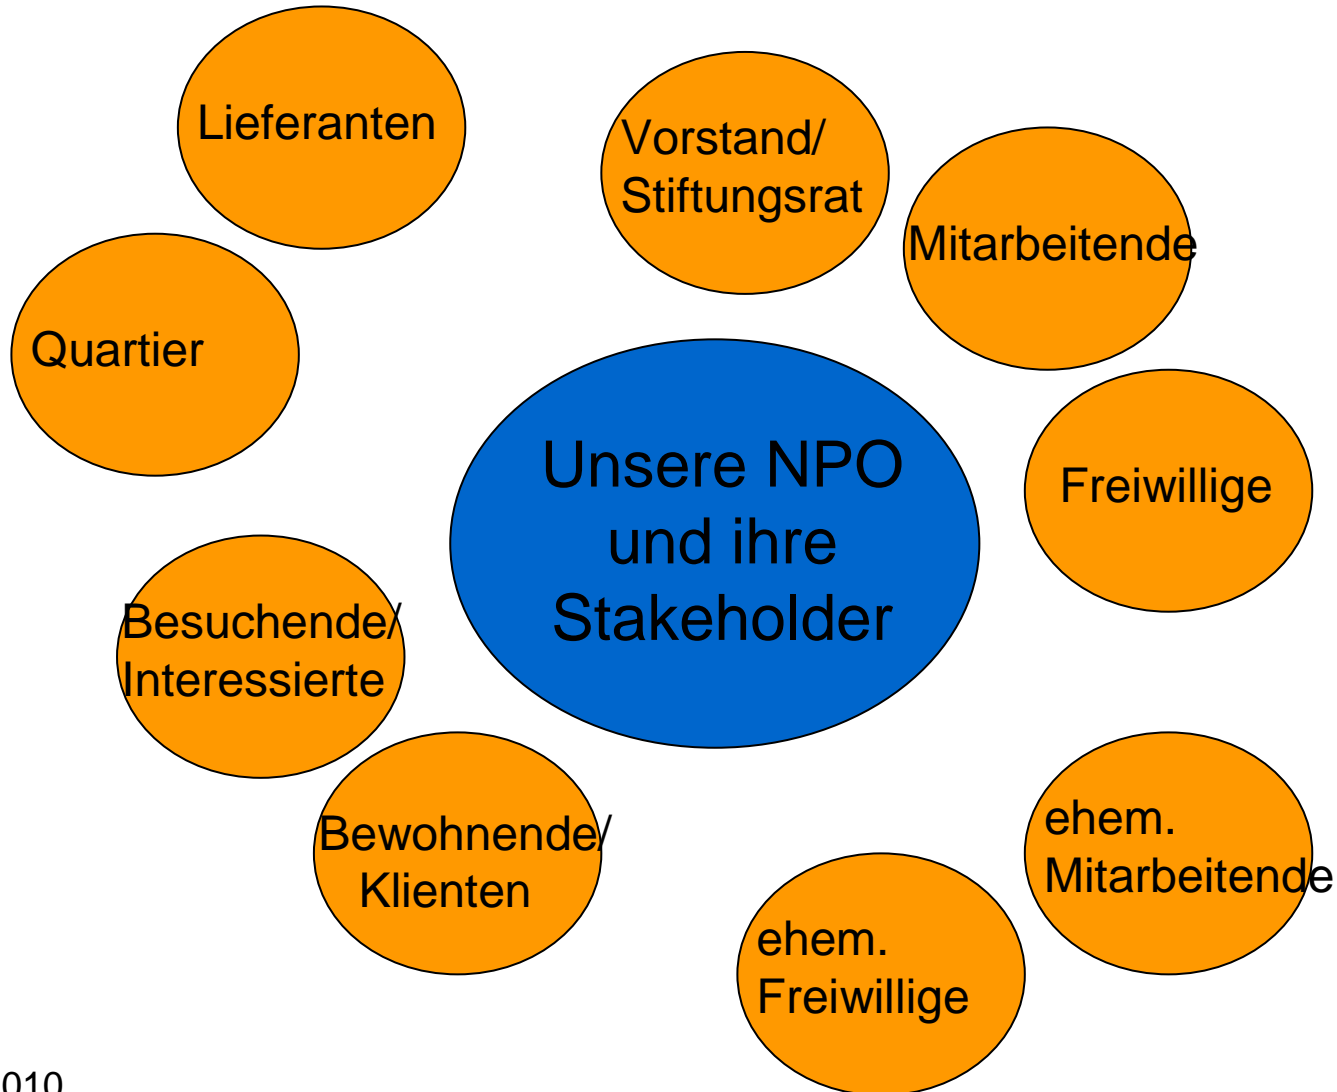 Lieferanten
Vorstand/
Stiftungsrat
Mitarbeitende
Quartier
Unsere NPO
und ihre
Stakeholder
Freiwillige
Besuchende/
Interessierte
Bewohnende/
Klienten
ehem.
Mitarbeitende
ehem.
Freiwillige
010